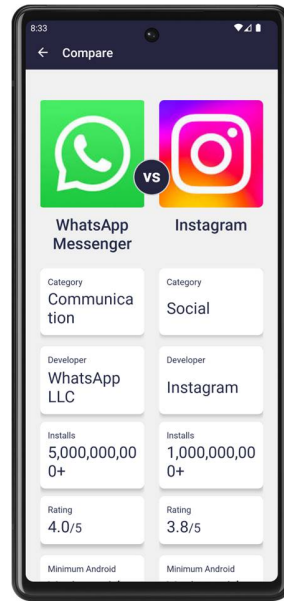 8:33
Compare
VS
WhatsApp
Messenger
Instagram
Category
Communica
tion
Category
Social
Developer
WhatsApp
LLC
Developer
Instagram
Installs
5,000,000,00
0+
Installs
1,000,000,00
0+
Rating
4.0/5
Rating
3.8/5
Minimum Android
Minimum Android